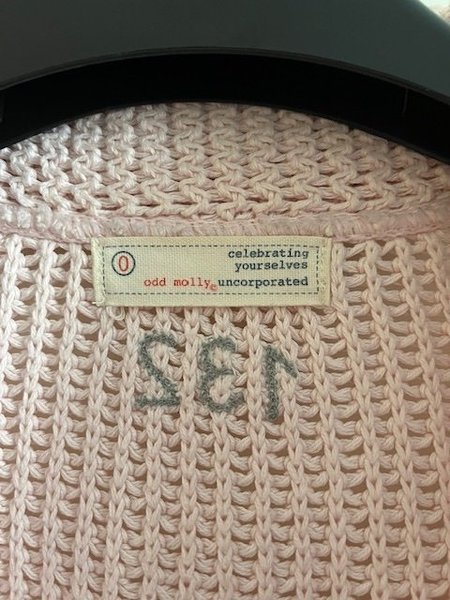 0
celebrating
yourselves
odd molly e uncorporated
132